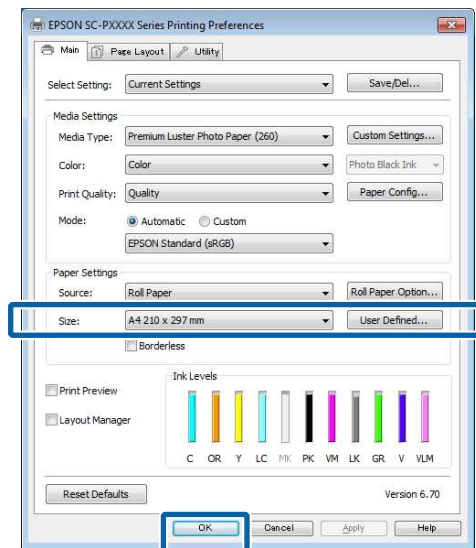 EPSON SC-PXXXX Series Printing Preferences
Main Page Layout Utility
Select Setting: Current Settings Save/Del...
Media Settings
Media Type: Premium Luster Photo Paper (260) Custom Settings...
Color: Color Photo Black Ink
Print Quality: Quality Paper Config...
Mode: Automatic Custom
EPSON Standard (sRGB)
Paper Settings
Source: Roll Paper Roll Paper Option...
Size: A4 210 x 297 mm User Defined...
Borderless
Ink Levels
Print Preview
Layout Manager
C OR Y LC MK PK VM LK GR V VLM
Reset Defaults Version 6.70
OK Cancel Apply Help